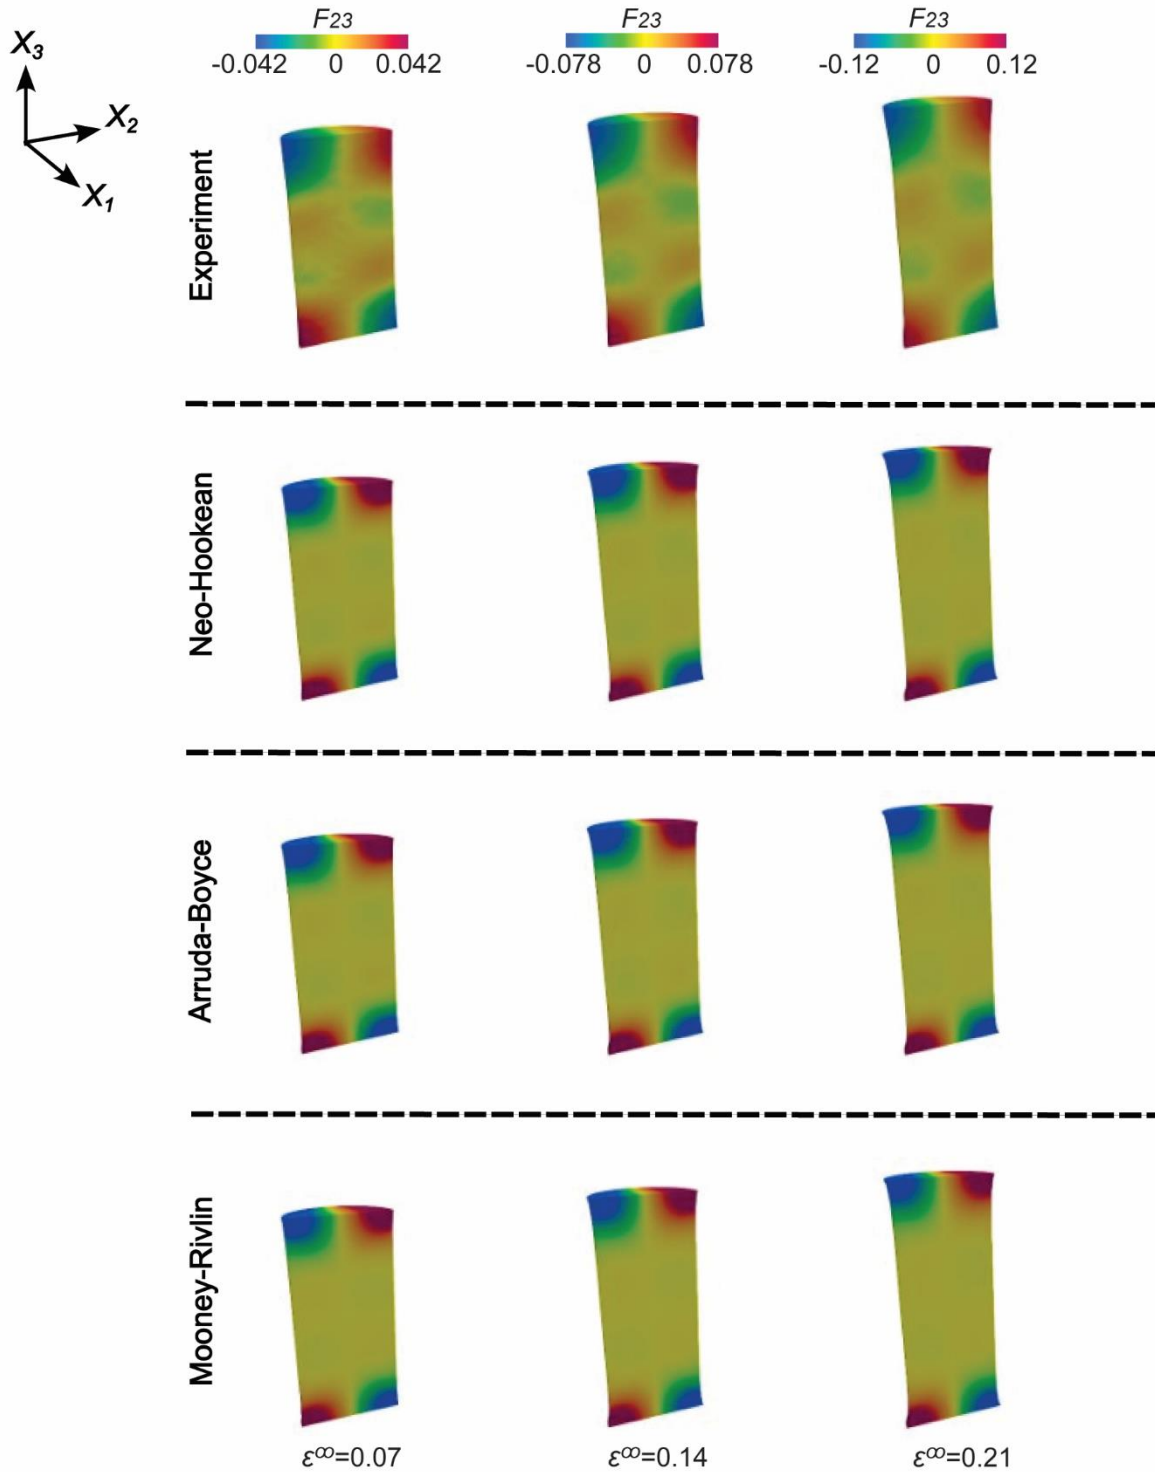 F23 F23 F23
-0.042 0 0.042 -0.078 0 0.078 -0.12 0 0.12
X3
X2
X1
Experiment
Neo-Hookean
Arruda-Boyce
Mooney-Rivlin
ε∞=0.07 ε∞=0.14 ε∞=0.21